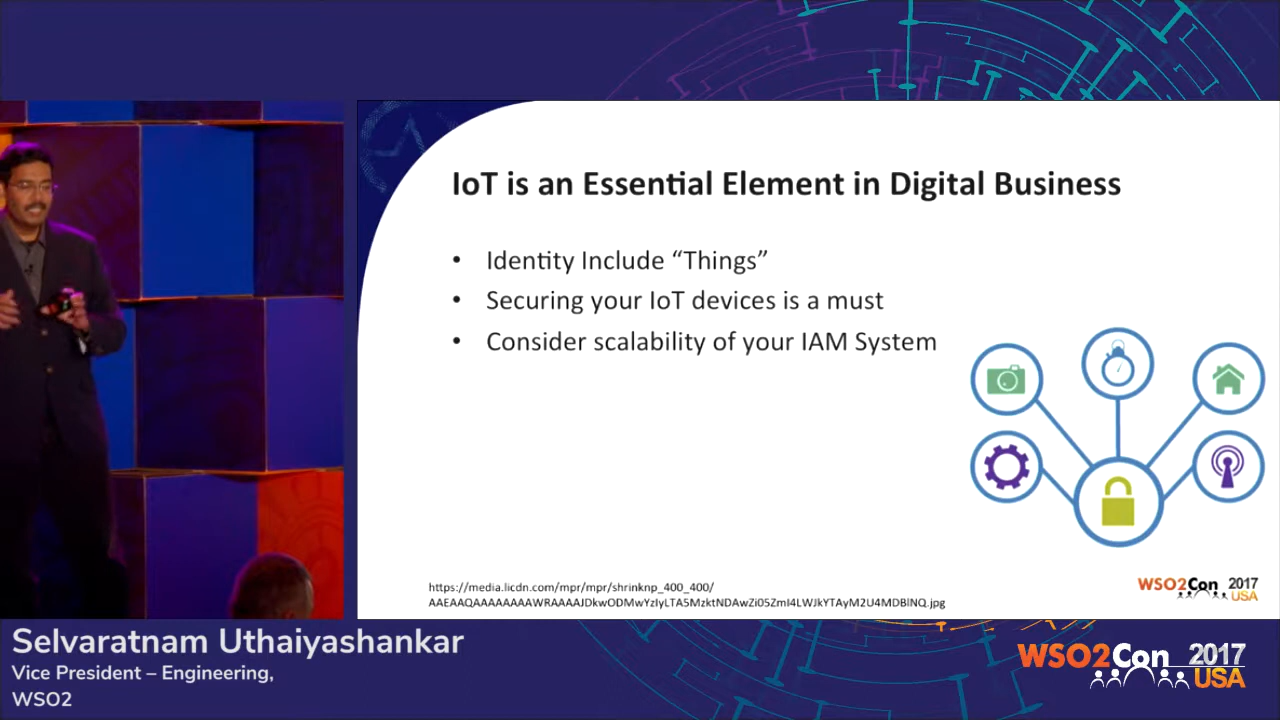 IoT is an Essential Element in Digital Business
• Identity Include “Things”
• Securing your IoT devices is a must
• Consider scalability of your IAM System
https://media.licdn.com/mpr/mpr/shrinknp_400_400/
AAEAAQAAAAAAAAWRAAAAJDkwODMwYzIyLTA5MzktNDAwZi05ZmI4LWJkYTAyM2U4MDBlNQ.jpg
WSO2Con 2017
USA
Selvaratnam Uthaiyashankar
Vice President – Engineering,
WSO2
WSO2Con 2017
USA